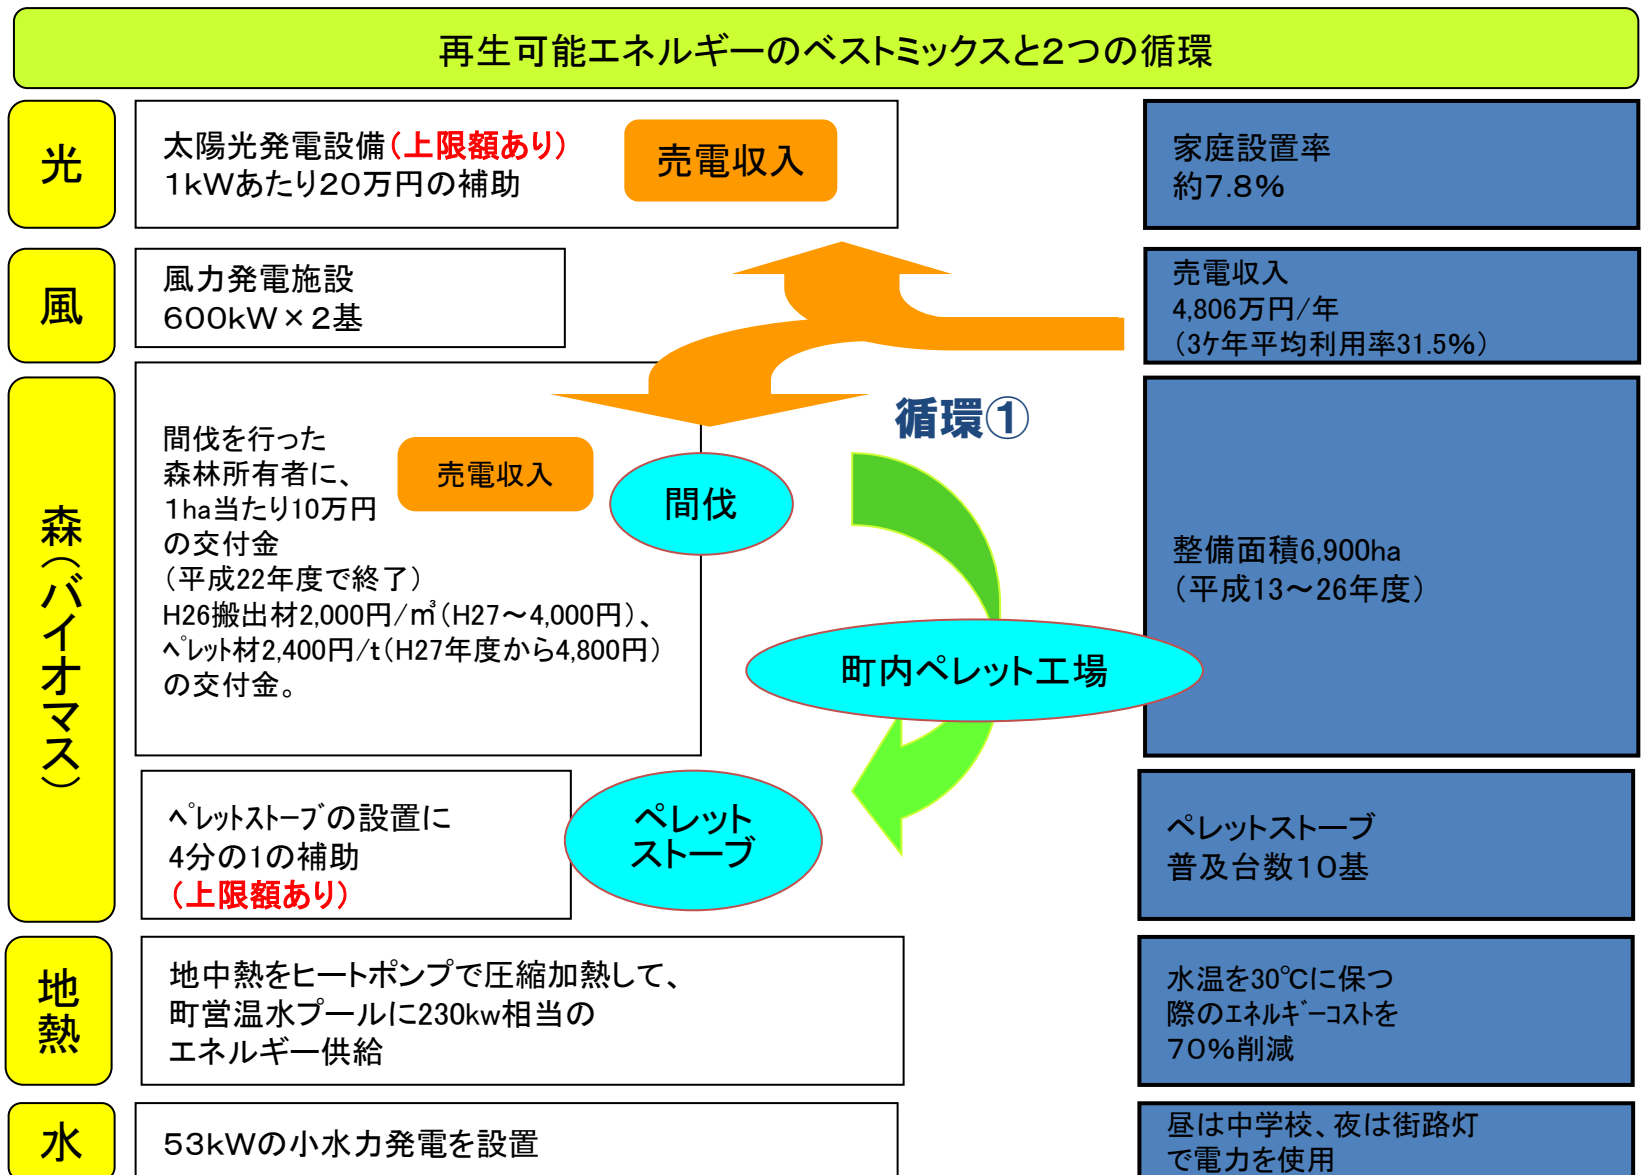 再生可能エネルギーのベストミックスと2つの循環
光
太陽光発電設備(上限額あり)
1kWあたり20万円の補助
売電収入
家庭設置率
約7.8%
風
風力発電施設
600kW×2基
売電収入
4,806万円/年
(3ケ年平均利用率31.5%)
森(バイオマス)
間伐を行った
森林所有者に、
1ha当たり10万円
の交付金
(平成22年度で終了)
H26搬出材2,000円/㎥(H27~4,000円)、
ペレット材2,400円/t(H27年度から4,800円)
の交付金。
売電収入
間伐
循環①
町内ペレット工場
整備面積6,900ha
(平成13~26年度)
ペレットストーブの設置に
4分の1の補助
(上限額あり)
ペレット
ストーブ
ペレットストーブ
普及台数10基
地熱
地中熱をヒートポンプで圧縮加熱して、
町営温水プールに230kw相当の
エネルギー供給
水温を30℃に保つ
際のエネルギーコストを
70%削減
水
53kWの小水力発電を設置
昼は中学校、夜は街路灯
で電力を使用